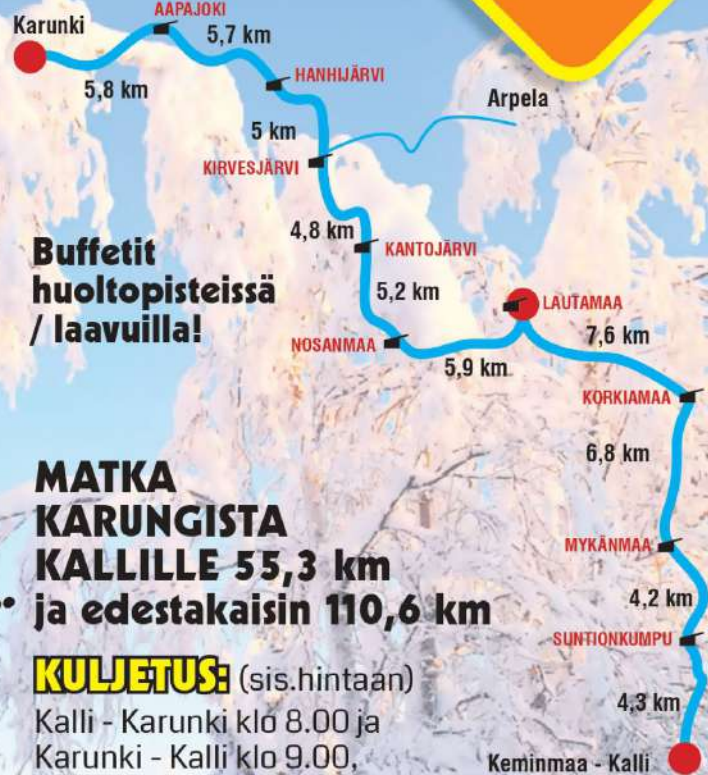 AAPAJOKI
Karunki
5,7 km
5,8 km
HANHIJÄRVI
Arpela
5 km
KIRVESJÄRVI
4,8 km
KANTOJÄRVI
Buffetit
huoltopisteissä
/ laavuilla!
5,2 km
LAUTAMAA
NOSANMAA
7,6 km
5,9 km
KORKIAMAA
6,8 km
MATKA
KARUNGISTA
KALLILLE 55,3 km
ja edestakaisin 110,6 km
MYKÄNMAA
4,2 km
SUNTIONKUMPU
KULJETUS: (sis.hintaan)
Kalli - Karunki klo 8.00 ja
Karunki - Kalli klo 9.00,
4,3 km
Keminmaa - Kalli